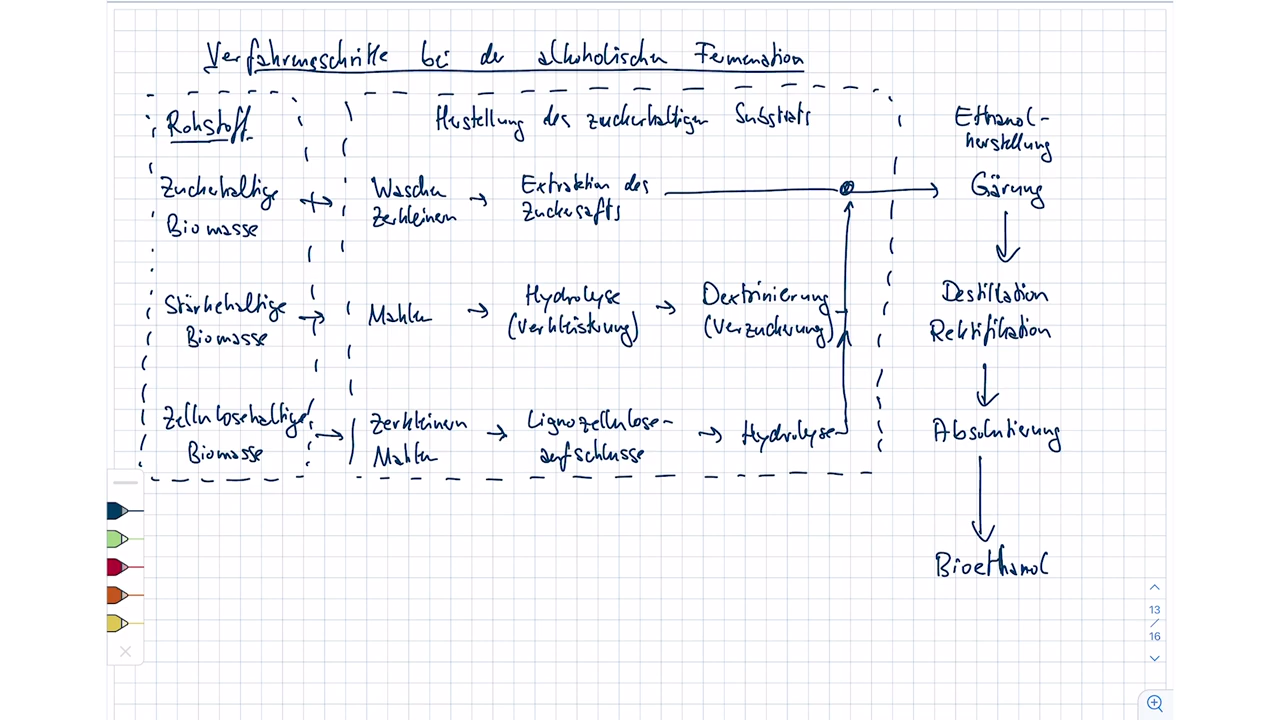 Verfahrensschritte bei der alkoholischen Fermentation
Rohstoff
Herstellung des zuckerhaltigen Substrats
Ethanol-
herstellung
Zuckerhaltige
Biomasse
Waschen
Zerkleinern
Extraktion des
Zuckersafts
Gärung
Stärkehaltige
Biomasse
Mahlen
Hydrolyse
(Verkleisterung)
Dextrinierung
(Verzuckerung)
Destillation
Rektifikation
Zellulosehaltige
Biomasse
Zerkleinern
Mahlen
Lignozellulose-
aufschlusse
Hydrolyse
Absolutierung
Bioethanol
13
/
16